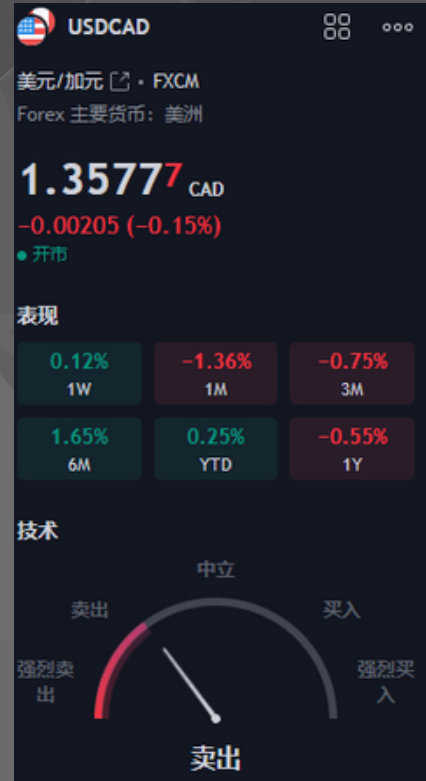 USDCAD
美元/加元 · FXCM
Forex 主要货币：美洲
1.35777 CAD
−0.00205 (−0.15%)
开市
表现
0.12% −1.36% −0.75%
1W 1M 3M
1.65% 0.25% −0.55%
6M YTD 1Y
技术
中立
卖出 买入
强烈卖 强烈买
出 入
卖出